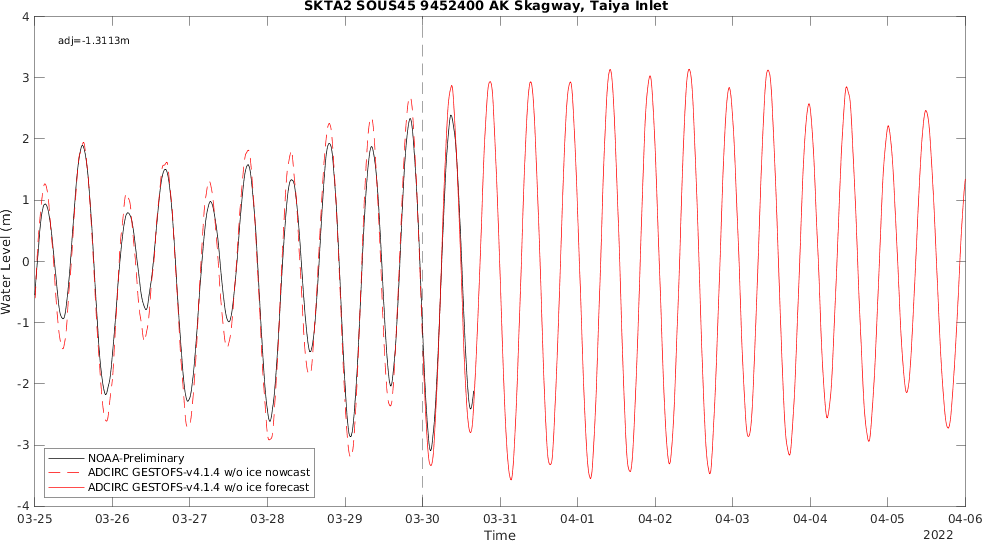 SKTA2 SOUS45 9452400 AK Skagway, Taiya Inlet
adj=-1.3113m
4
3
2
1
0
-1
-2
-3
-4
Water Level (m)
NOAA-Preliminary
ADCIRC GESTOFS-v4.1.4 w/o ice nowcast
ADCIRC GESTOFS-v4.1.4 w/o ice forecast
03-25 03-26 03-27 03-28 03-29 03-30 03-31 04-01 04-02 04-03 04-04 04-05 04-06
Time
2022